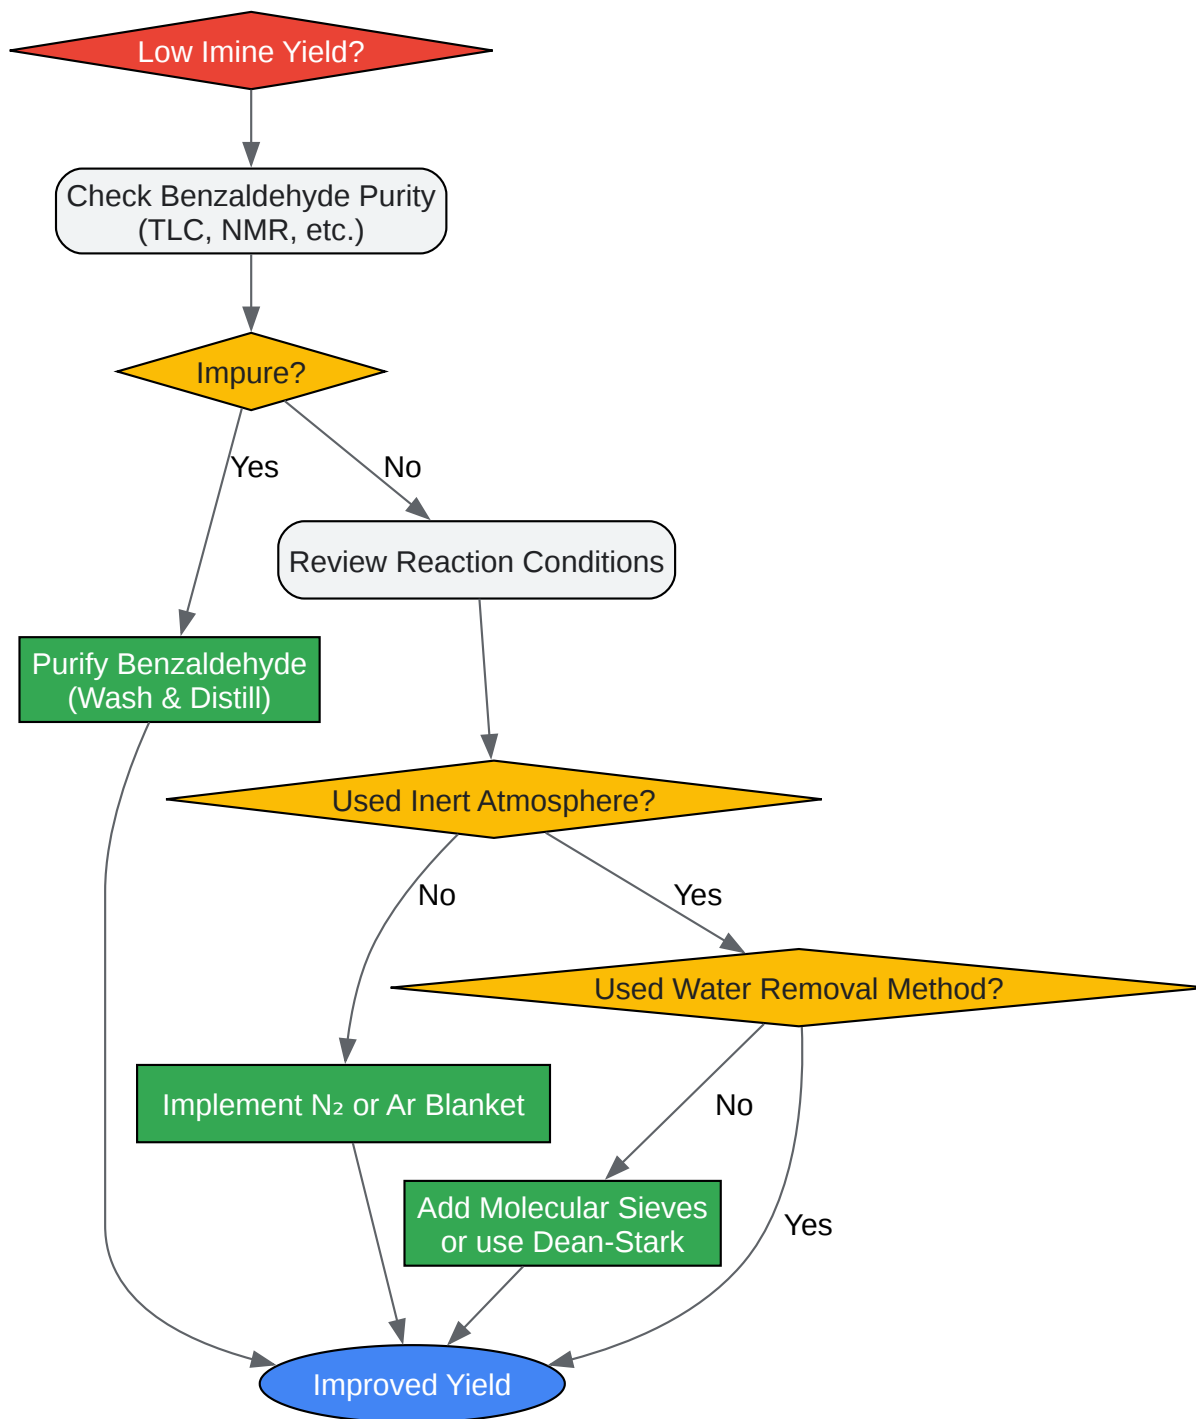 Low Imine Yield?
Check Benzaldehyde Purity
(TLC, NMR, etc.)
Impure?
Yes
No
Review Reaction Conditions
Purify Benzaldehyde
(Wash & Distill)
Used Inert Atmosphere?
No
Yes
Used Water Removal Method?
Implement N₂ or Ar Blanket
No
Add Molecular Sieves
or use Dean-Stark
Yes
Improved Yield